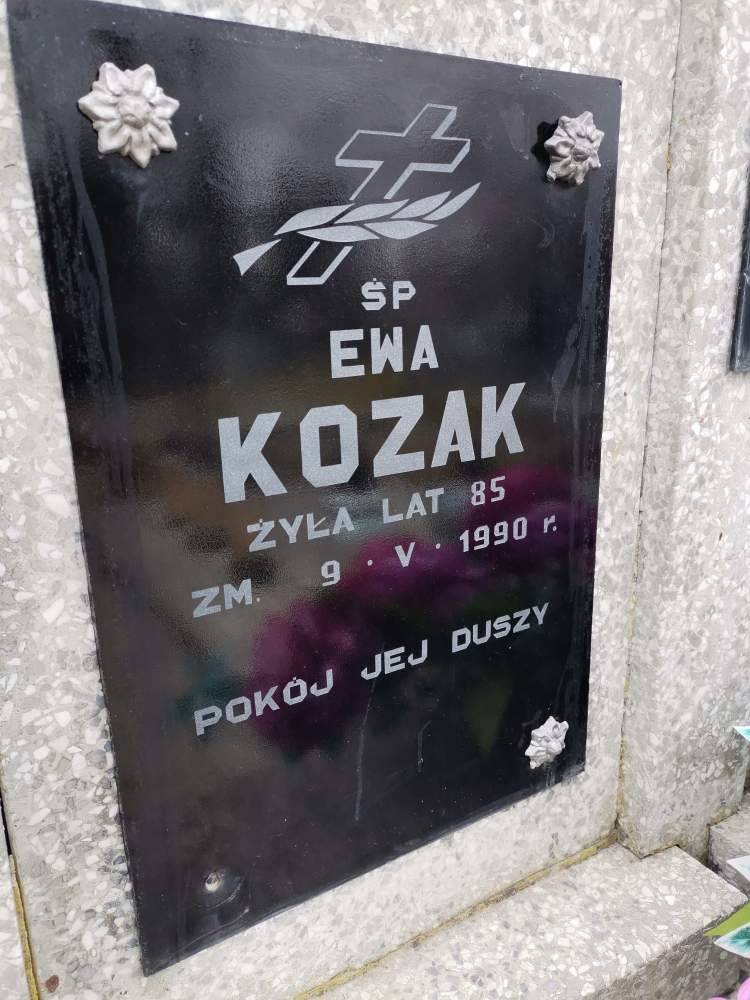 ŚP
EWA
KOZAK
ŻYŁA LAT 85
ZM. 9 · V · 1990 r.
POKÓJ JEJ DUSZY